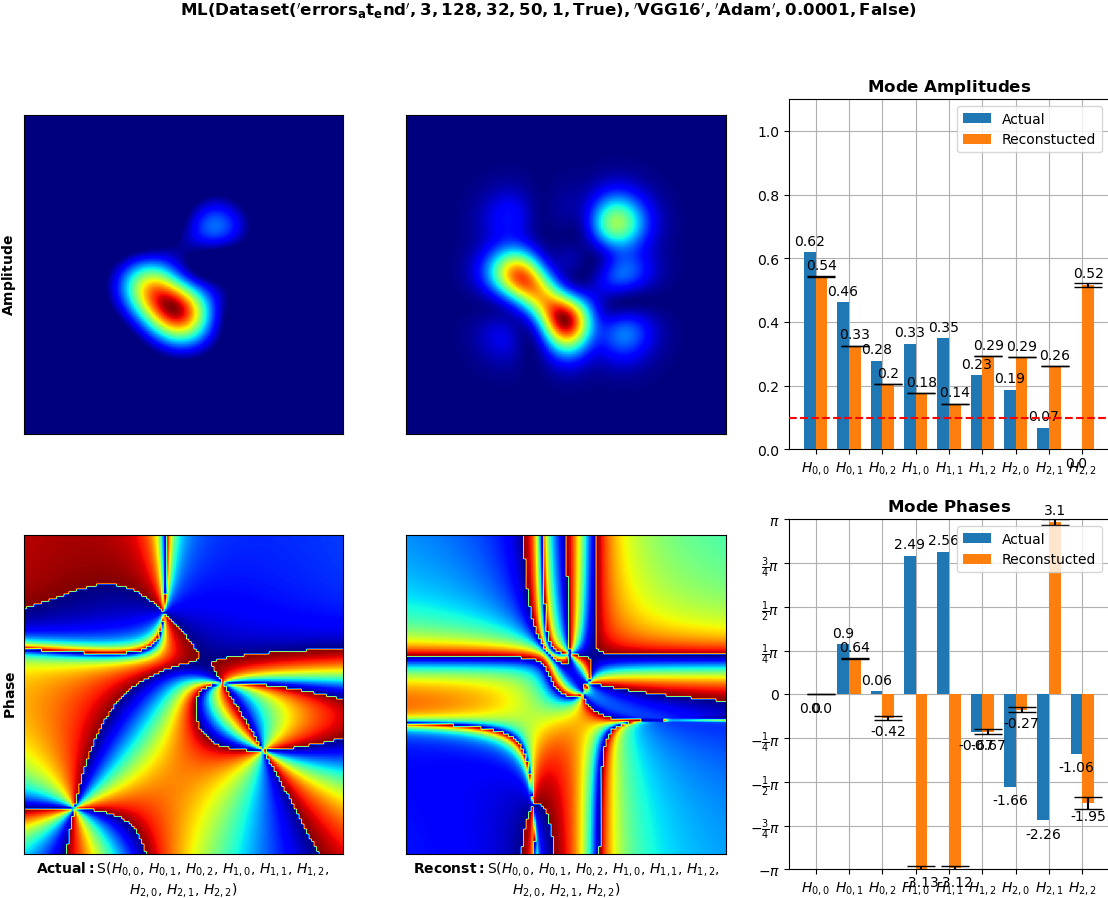 ML(Dataset('errors_at_end', 3, 128, 32, 50, 1, True), 'VGG16', 'Adam', 0.0001, False)
Mode Amplitudes
Actual
Reconstucted
1.0
0.8
0.6
0.4
0.2
0.0
0.62
0.54
0.46
0.33
0.28
0.2
0.33
0.18
0.35
0.14
0.23
0.29
0.19
0.29
0.07
0.26
0.0
0.52
H0,0 H0,1 H0,2 H1,0 H1,1 H1,2 H2,0 H2,1 H2,2
Amplitude
Mode Phases
Actual
Reconstucted
π
3/4π
1/2π
1/4π
0
−1/4π
−1/2π
−3/4π
−π
0.0
0.0
0.9
0.64
0.06
-0.42
2.49
-3.13
2.56
-3.12
-0.67
-0.67
-1.66
-0.27
-2.26
3.1
-1.06
-1.95
H0,0 H0,1 H0,2 H1,0 H1,1 H1,2 H2,0 H2,1 H2,2
Phase
Actual: S(H0,0, H0,1, H0,2, H1,0, H1,1, H1,2,
H2,0, H2,1, H2,2)
Reconst: S(H0,0, H0,1, H0,2, H1,0, H1,1, H1,2,
H2,0, H2,1, H2,2)